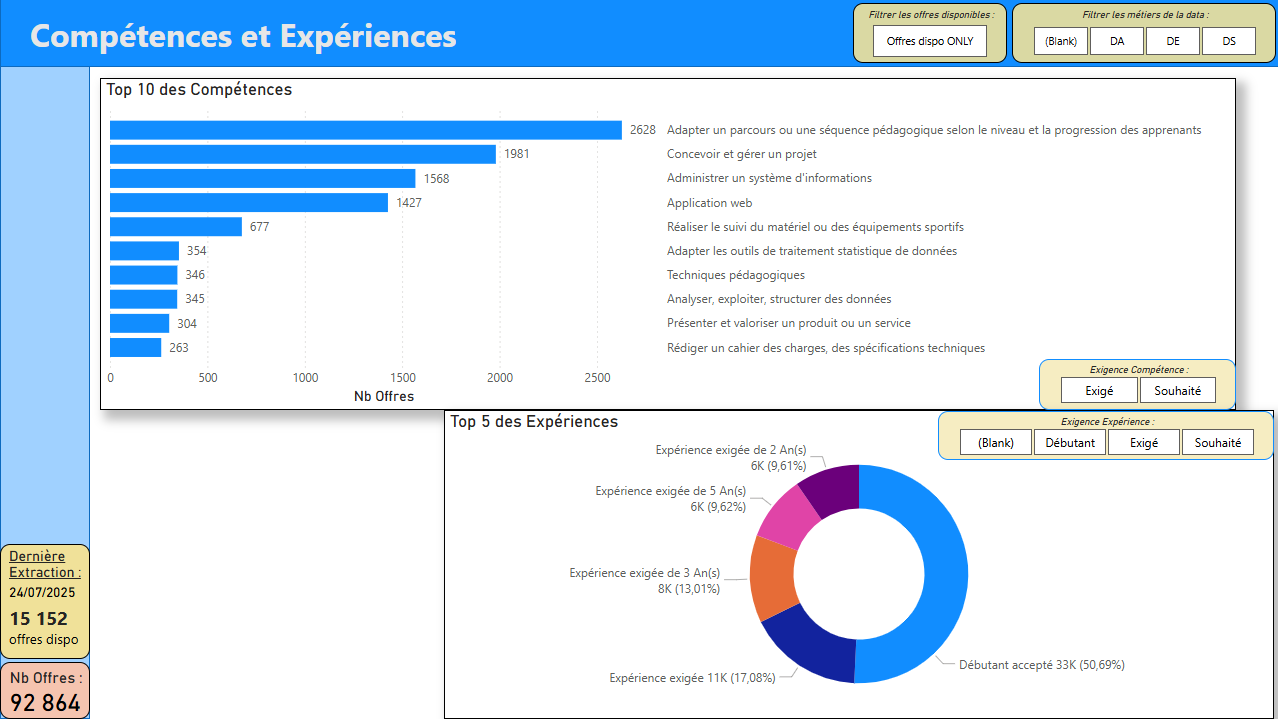 Compétences et Expériences
Filtrer les offres disponibles :
Offres dispo ONLY
Filtrer les métiers de la data :
(Blank) DA DE DS
Top 10 des Compétences
2628 Adapter un parcours ou une séquence pédagogique selon le niveau et la progression des apprenants
1981 Concevoir et gérer un projet
1568 Administrer un système d'informations
1427 Application web
677 Réaliser le suivi du matériel ou des équipements sportifs
354 Adapter les outils de traitement statistique de données
346 Techniques pédagogiques
345 Analyser, exploiter, structurer des données
304 Présenter et valoriser un produit ou un service
263 Rédiger un cahier des charges, des spécifications techniques
0 500 1000 1500 2000 2500
Nb Offres
Exigence Compétence :
Exigé Souhaité
Top 5 des Expériences
Exigence Expérience :
(Blank) Débutant Exigé Souhaité
Expérience exigée de 2 An(s)
6K (9,61%)
Expérience exigée de 5 An(s)
6K (9,62%)
Expérience exigée de 3 An(s)
8K (13,01%)
Expérience exigée 11K (17,08%)
Débutant accepté 33K (50,69%)
Dernière
Extraction :
24/07/2025
15 152
offres dispo
Nb Offres :
92 864